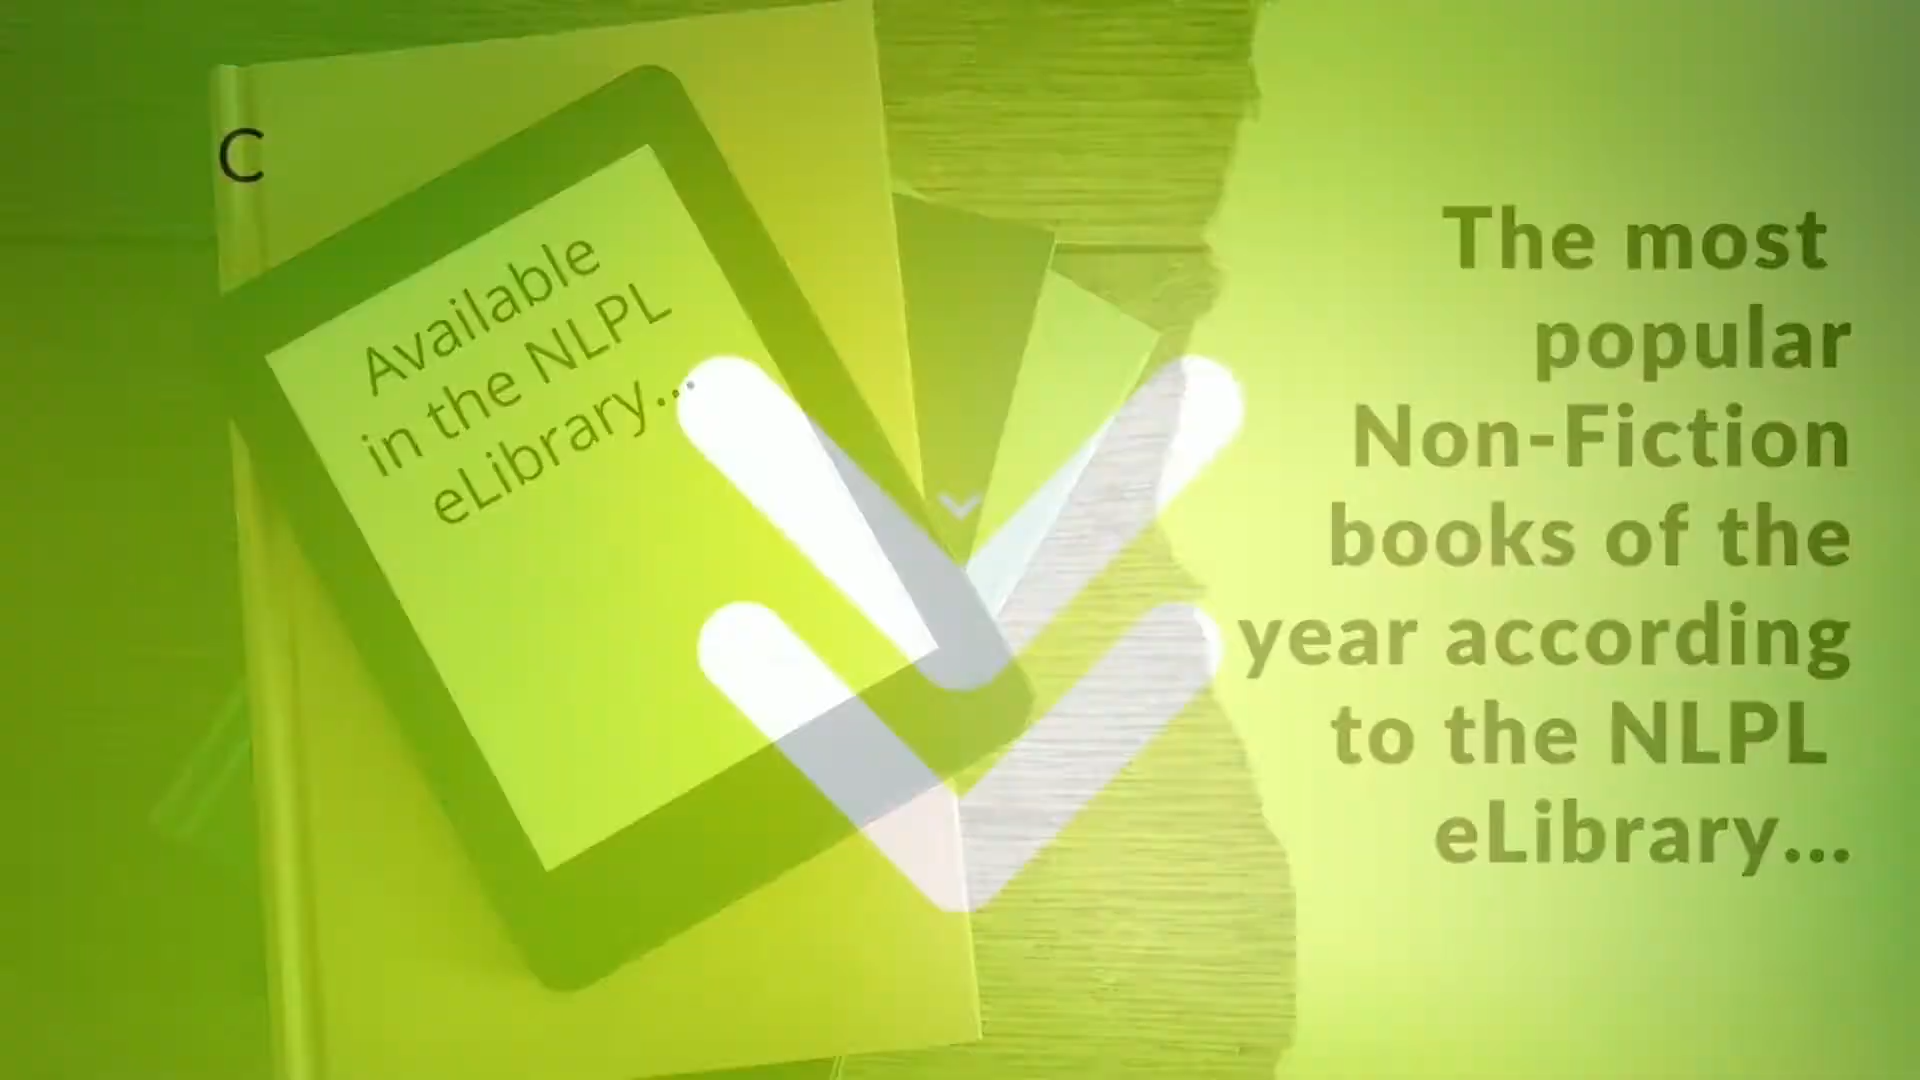 C
Available
in the NLPL
eLibrary...
The most
popular
Non-Fiction
books of the
year according
to the NLPL
eLibrary...